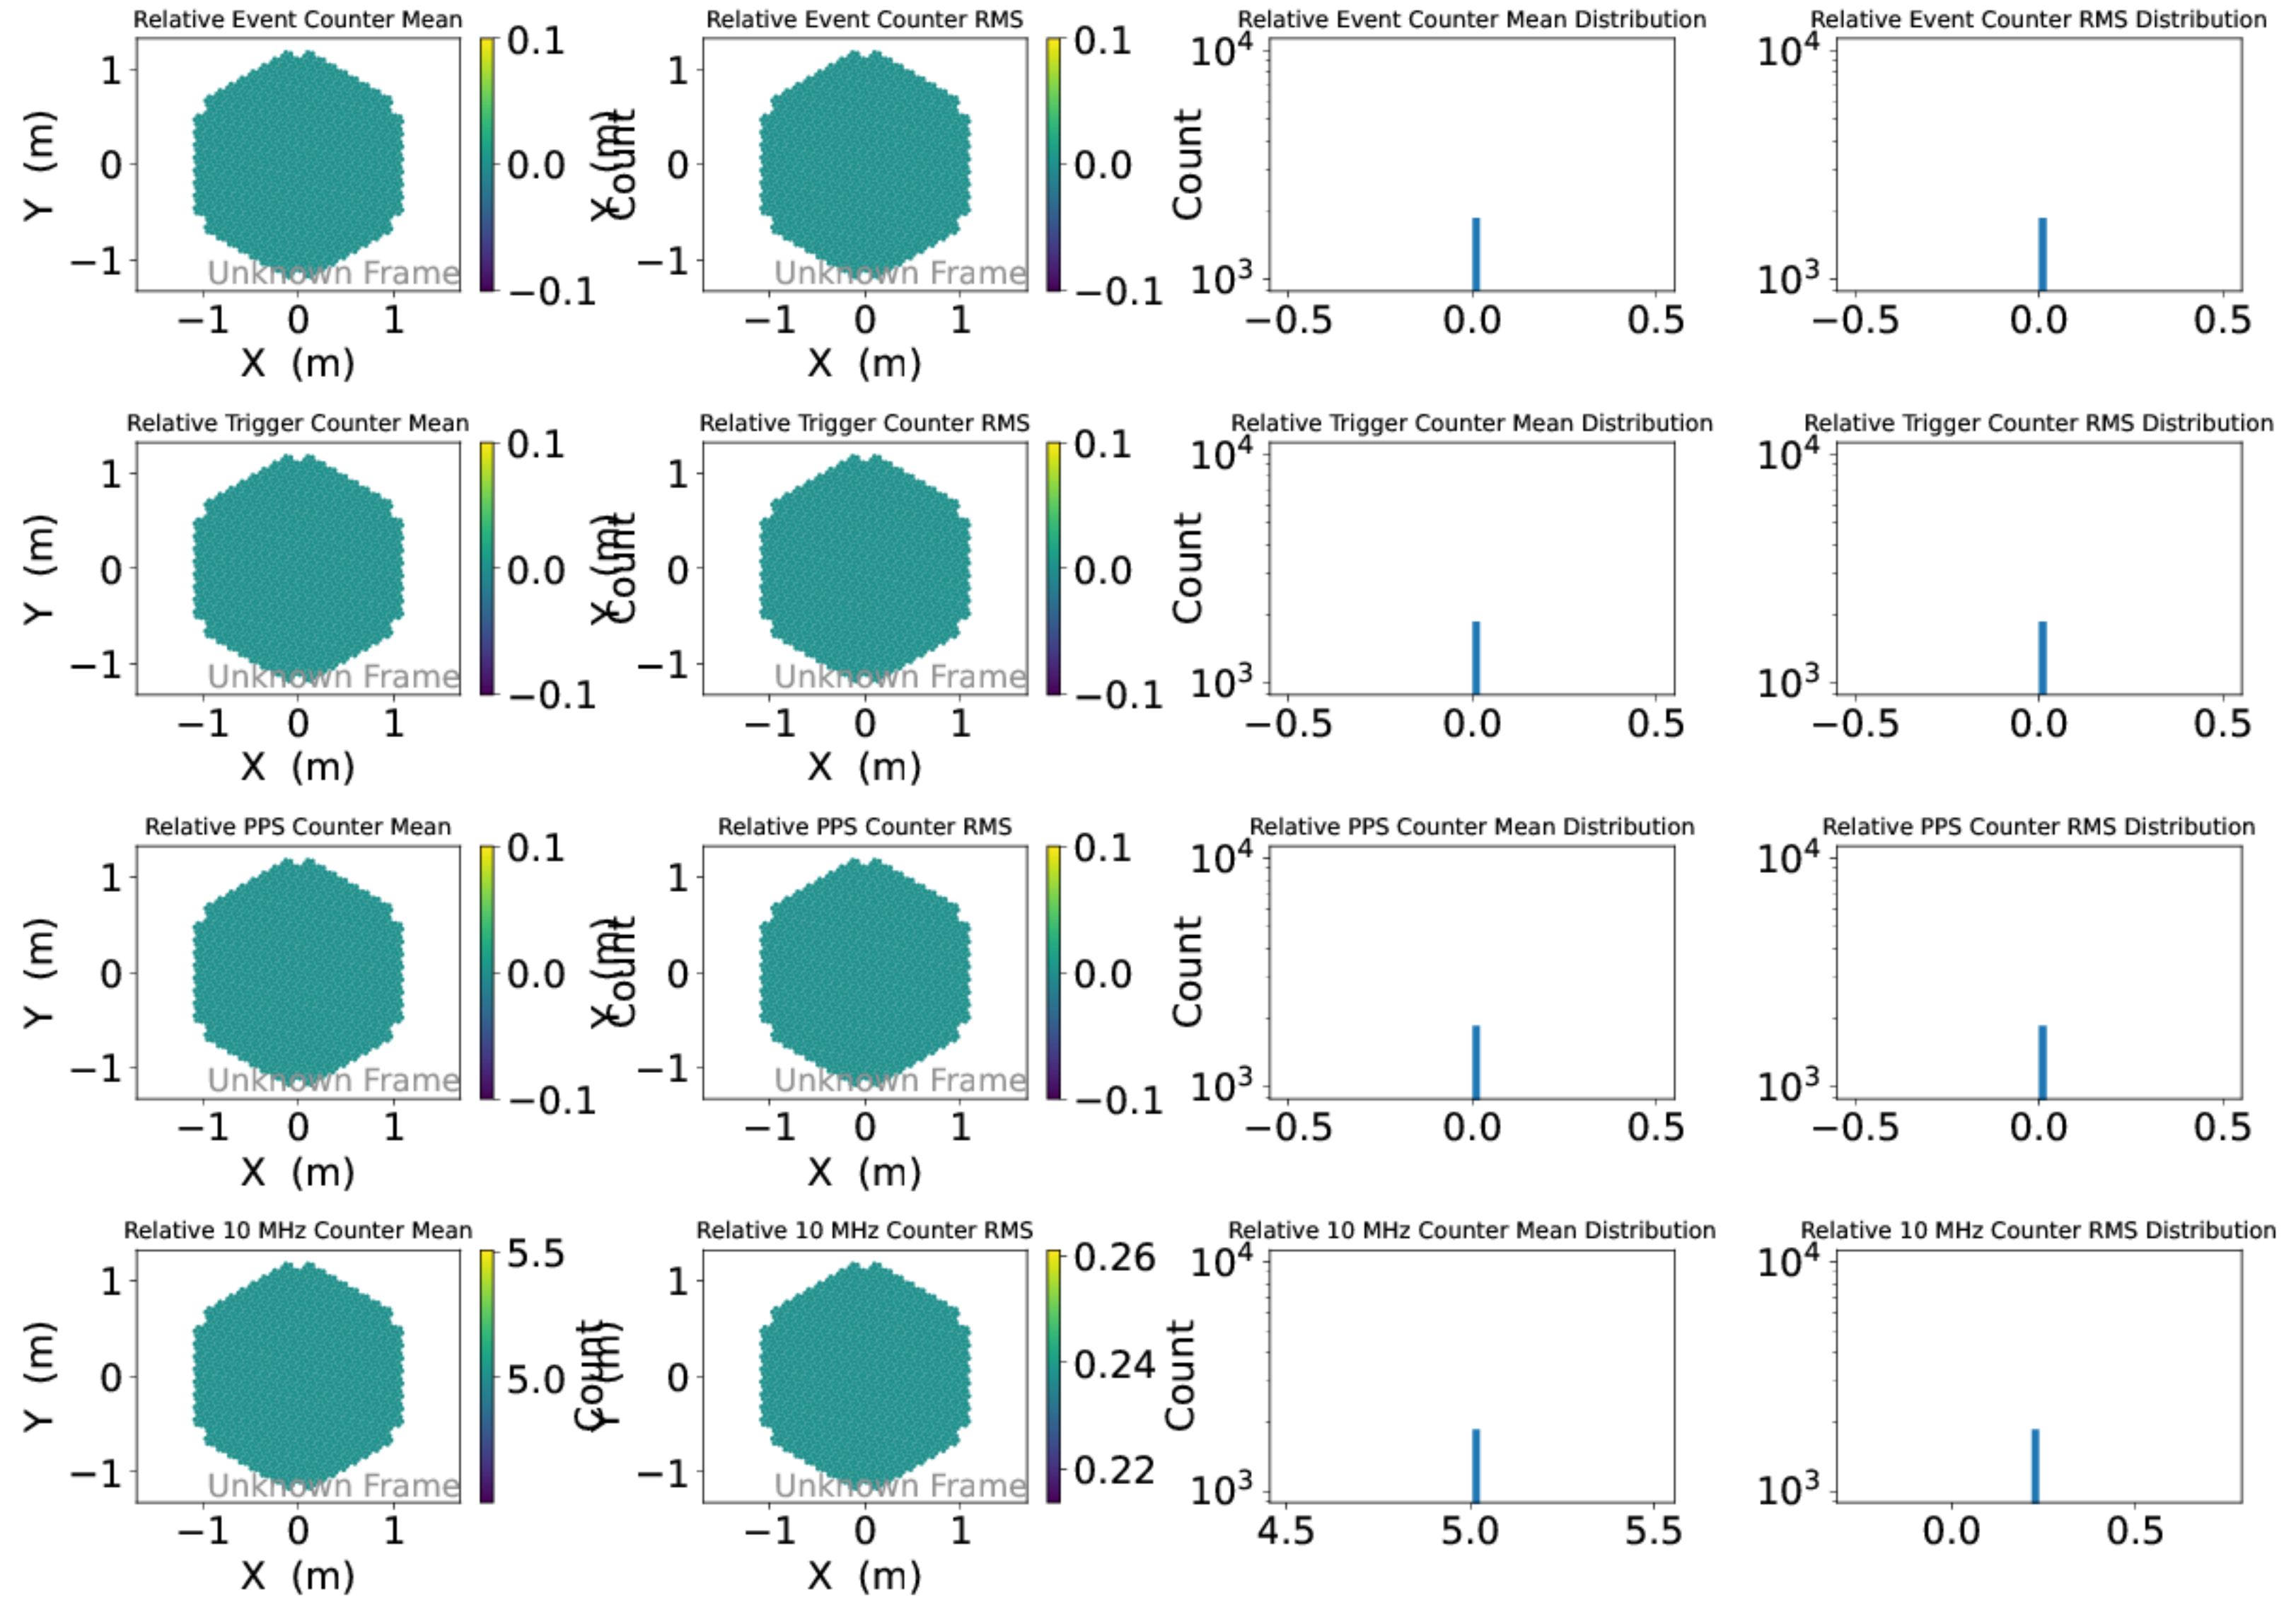 Relative Event Counter Mean
Relative Event Counter RMS
Relative Event Counter Mean Distribution
Relative Event Counter RMS Distribution
Y (m)
1
0
−1
Unknown Frame
−1 0 1
X (m)
0.1
0.0
−0.1
Count
Y (m)
1
0
−1
Unknown Frame
−1 0 1
X (m)
0.1
0.0
−0.1
Count
10^4
10^3
−0.5 0.0 0.5
10^4
10^3
−0.5 0.0 0.5
Relative Trigger Counter Mean
Relative Trigger Counter RMS
Relative Trigger Counter Mean Distribution
Relative Trigger Counter RMS Distribution
Y (m)
1
0
−1
Unknown Frame
−1 0 1
X (m)
0.1
0.0
−0.1
Count
Y (m)
1
0
−1
Unknown Frame
−1 0 1
X (m)
0.1
0.0
−0.1
Count
10^4
10^3
−0.5 0.0 0.5
10^4
10^3
−0.5 0.0 0.5
Relative PPS Counter Mean
Relative PPS Counter RMS
Relative PPS Counter Mean Distribution
Relative PPS Counter RMS Distribution
Y (m)
1
0
−1
Unknown Frame
−1 0 1
X (m)
0.1
0.0
−0.1
Count
Y (m)
1
0
−1
Unknown Frame
−1 0 1
X (m)
0.1
0.0
−0.1
Count
10^4
10^3
−0.5 0.0 0.5
10^4
10^3
−0.5 0.0 0.5
Relative 10 MHz Counter Mean
Relative 10 MHz Counter RMS
Relative 10 MHz Counter Mean Distribution
Relative 10 MHz Counter RMS Distribution
Y (m)
1
0
−1
Unknown Frame
−1 0 1
X (m)
5.5
5.0
Count
Y (m)
1
0
−1
Unknown Frame
−1 0 1
X (m)
0.26
0.24
0.22
Count
10^4
10^3
4.5 5.0 5.5
10^4
10^3
0.0 0.5